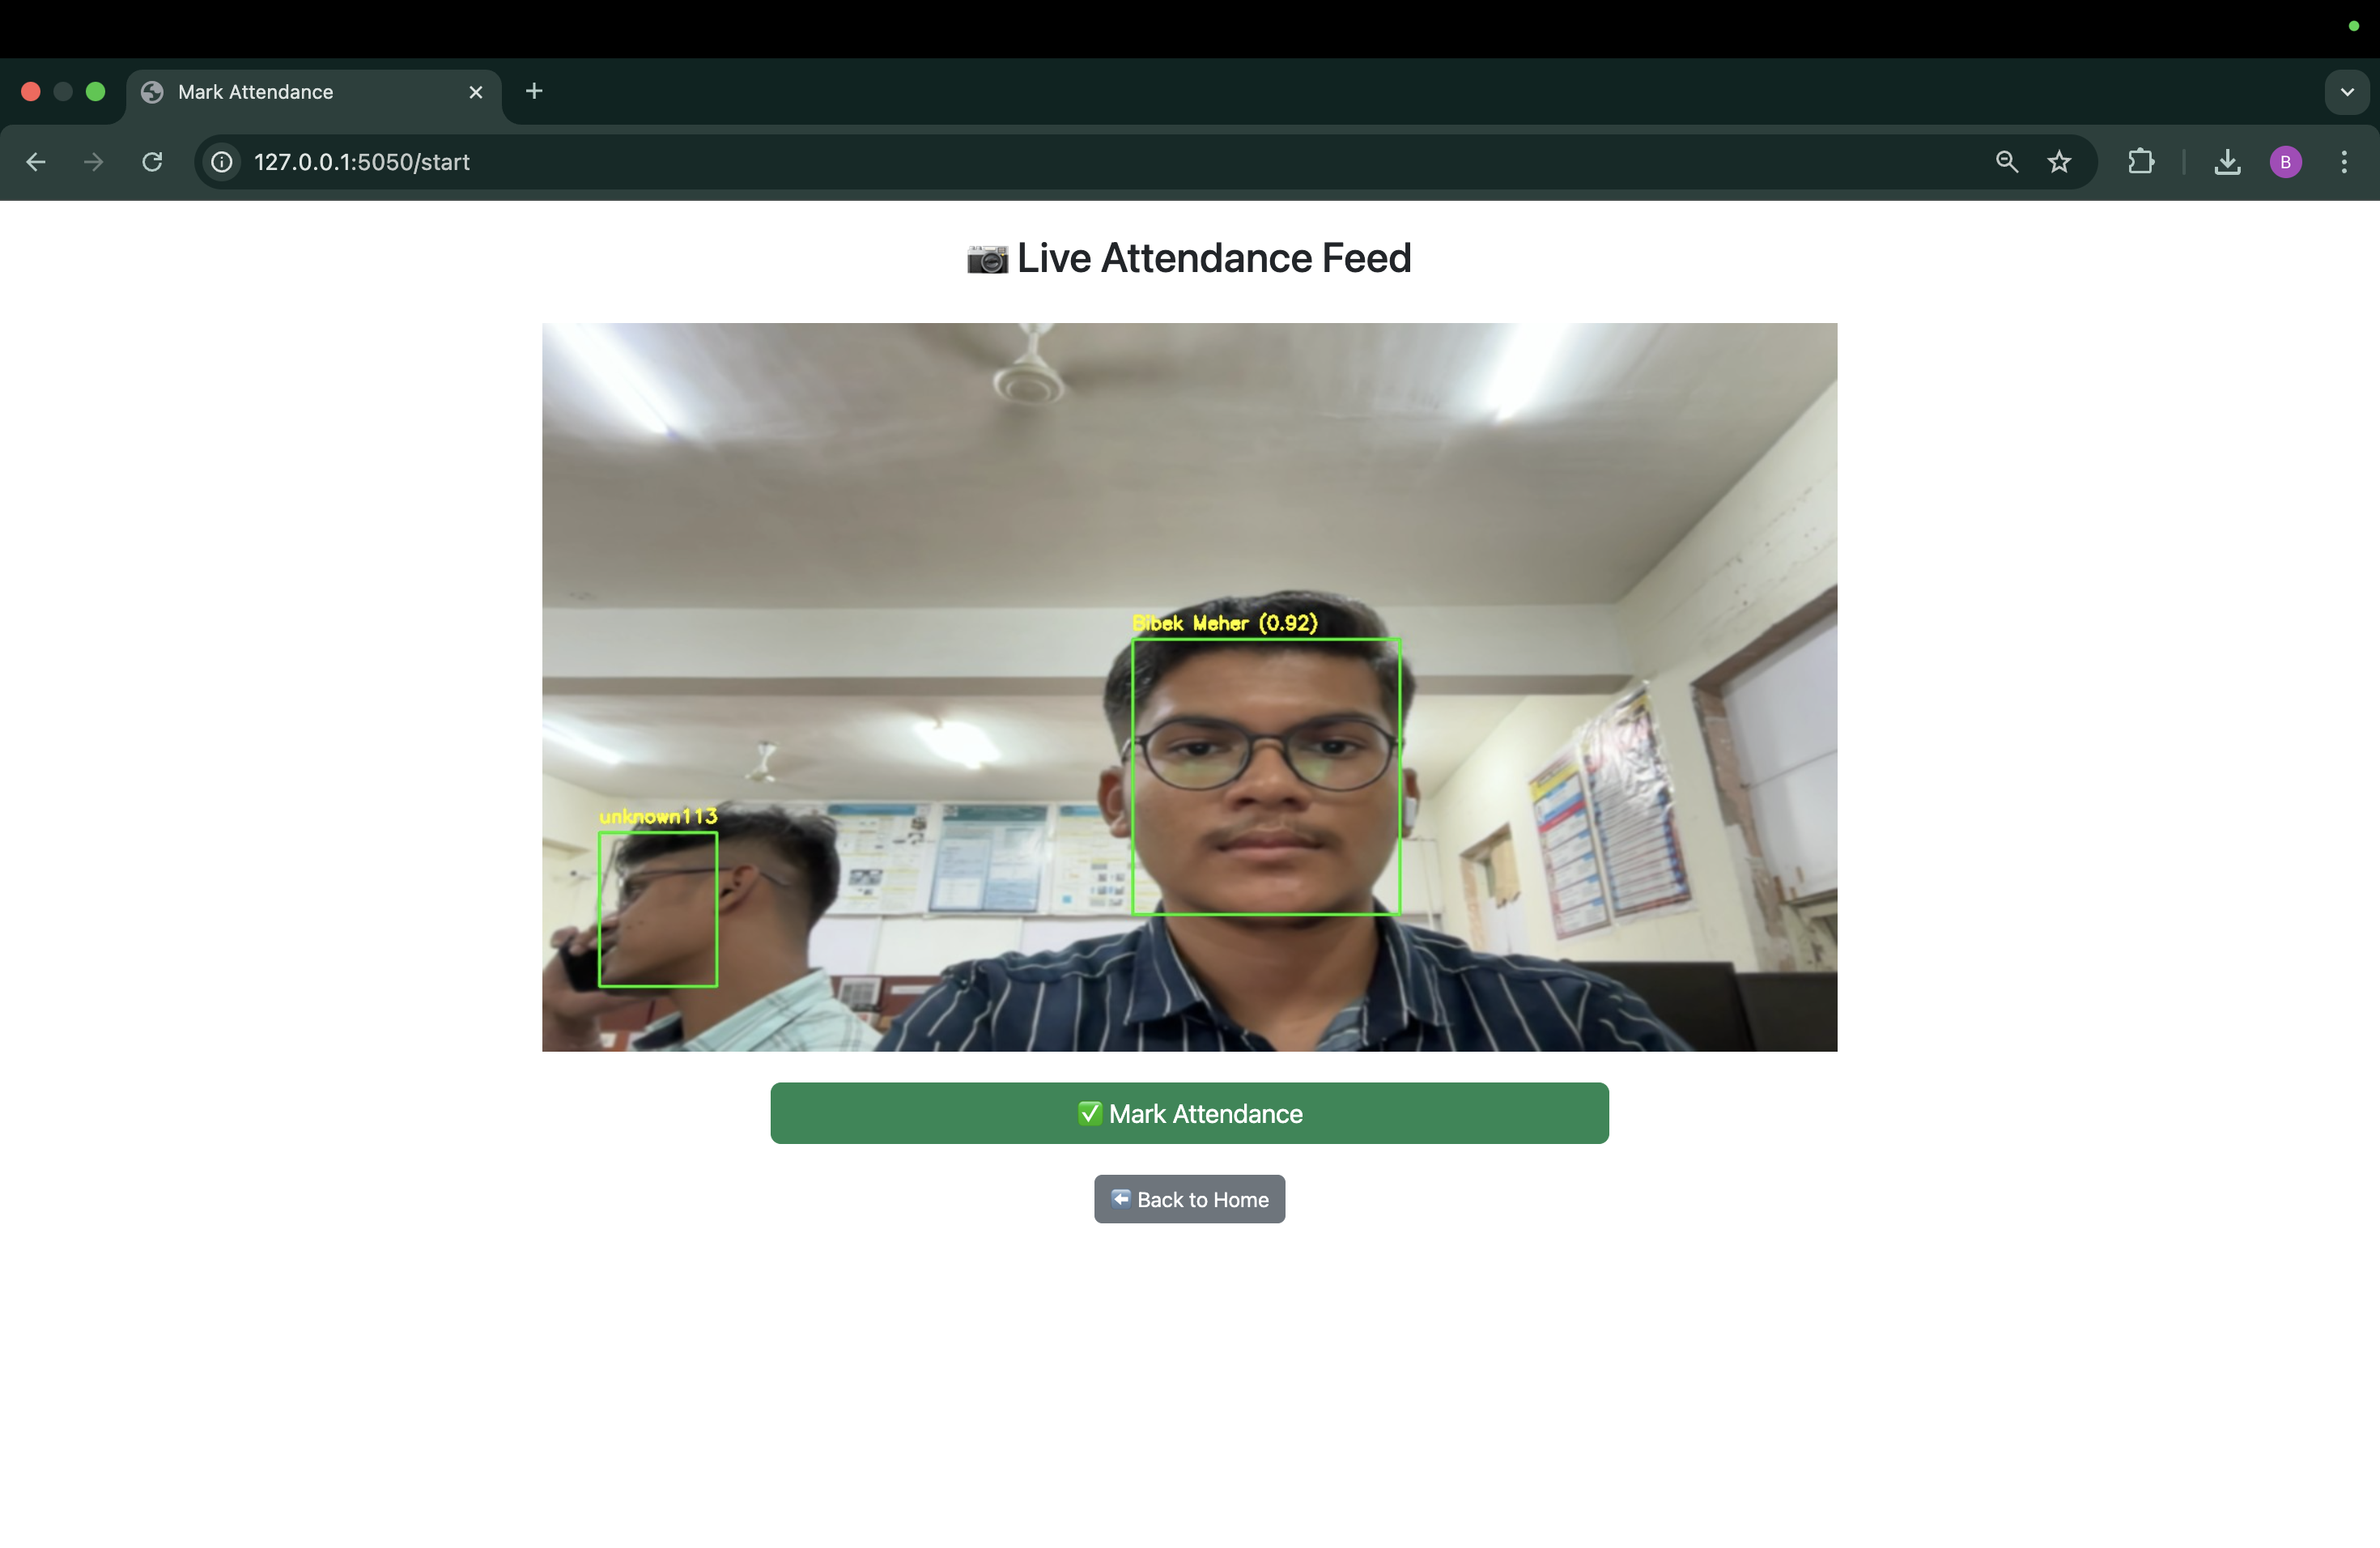 Mark Attendance
127.0.0.1:5050/start
B
📷 Live Attendance Feed
Bibek Meher (0.92)
unknown113
✅ Mark Attendance
⬅ Back to Home